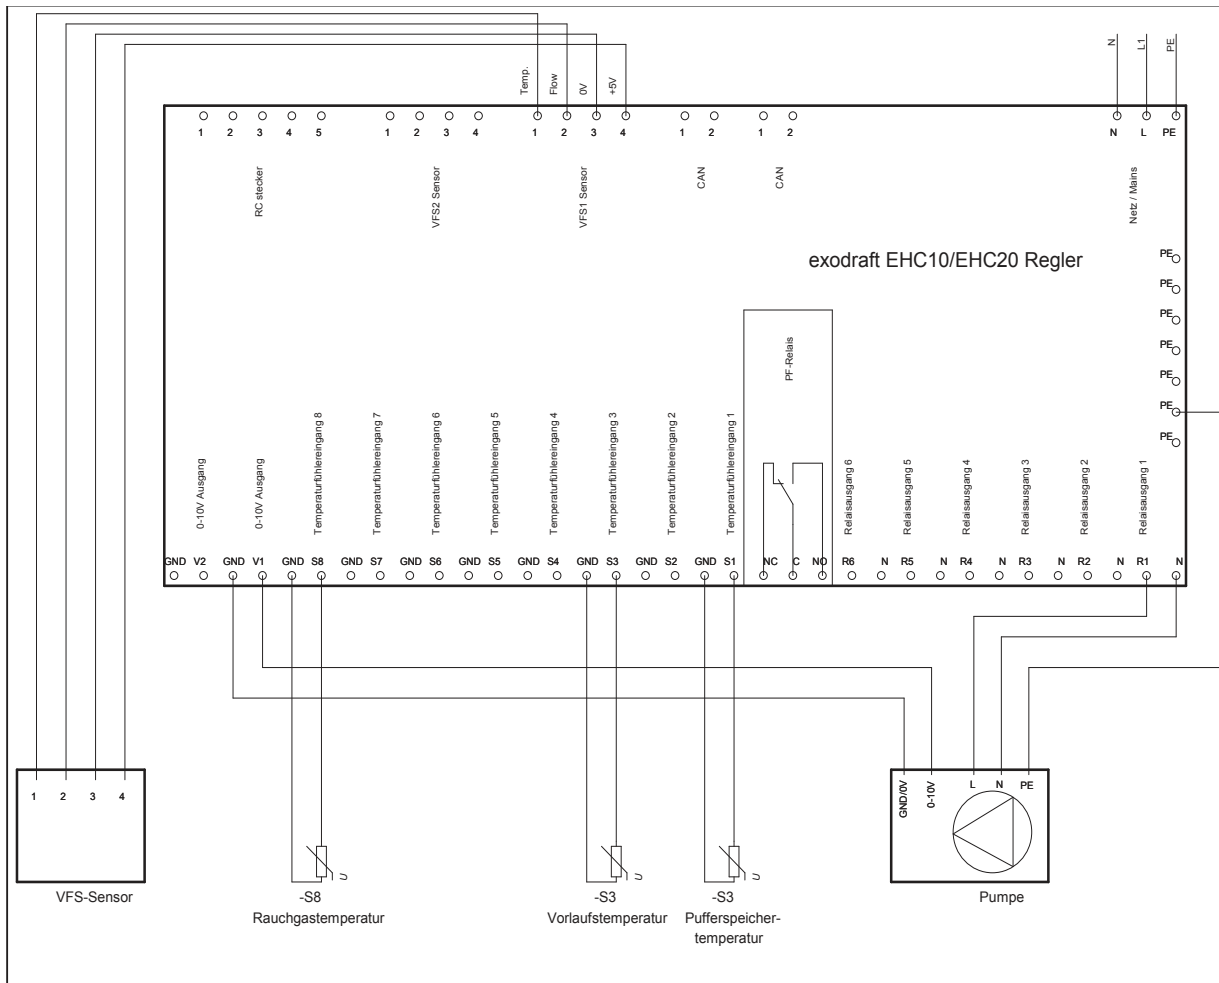 Temp.
Flow
0V
+5V
N
L1
PE
1 2 3 4 5
1 2 3 4
1 2 3 4
1 2
1 2
N L PE
RC stecker
VFS2 Sensor
VFS1 Sensor
CAN
CAN
Netz / Mains
exodraft EHC10/EHC20 Regler
PE
PE
PE
PE
PE
PE
PE
PF-Relais
0-10V Ausgang
0-10V Ausgang
Temperaturfühlereingang 8
Temperaturfühlereingang 7
Temperaturfühlereingang 6
Temperaturfühlereingang 5
Temperaturfühlereingang 4
Temperaturfühlereingang 3
Temperaturfühlereingang 2
Temperaturfühlereingang 1
Relaisausgang 6
Relaisausgang 5
Relaisausgang 4
Relaisausgang 3
Relaisausgang 2
Relaisausgang 1
GND V2 GND V1 GND S8 GND S7 GND S6 GND S5 GND S4 GND S3 GND S2 GND S1 NC C NO R6 N R5 N R4 N R3 N R2 N R1 N
1 2 3 4
GND/0V
0-10V
L N PE
U
U
U
VFS-Sensor
-S8
Rauchgastemperatur
-S3
Vorlaufstemperatur
-S3
Pufferspeicher-
temperatur
Pumpe